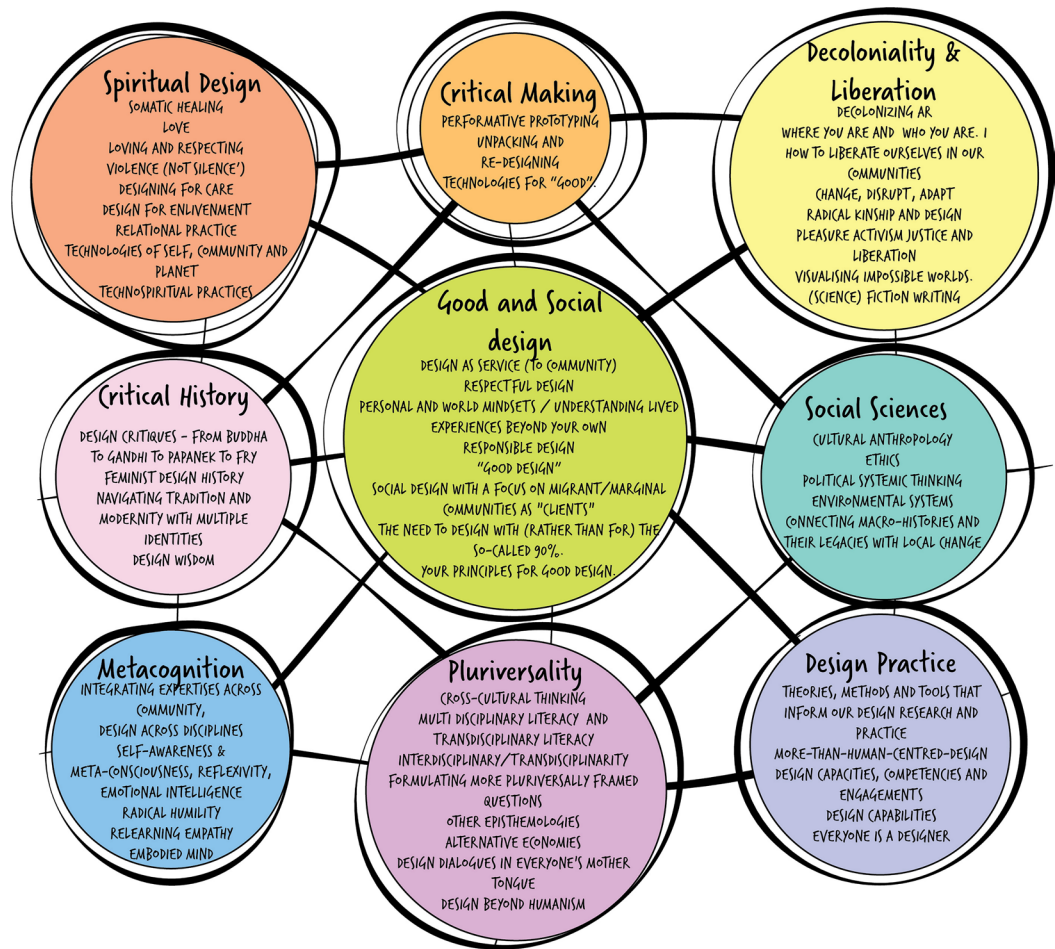 Spiritual Design
SOMATIC HEALING
LOVE
LOVING AND RESPECTING
VIOLENCE (NOT SILENCE')
DESIGNING FOR CARE
DESIGN FOR ENLIVENMENT
RELATIONAL PRACTICE
TECHNOLOGIES OF SELF, COMMUNITY AND
PLANET
TECHNOSPIRITUAL PRACTICES
Critical Making
PERFORMATIVE PROTOTYPING
UNPACKING AND
RE-DESIGNING
TECHNOLOGIES FOR "GOOD".
Decoloniality &
Liberation
DECOLONIZING AR
WHERE YOU ARE AND WHO YOU ARE. I
HOW TO LIBERATE OURSELVES IN OUR
COMMUNITIES
CHANGE, DISRUPT, ADAPT
RADICAL KINSHIP AND DESIGN
PLEASURE ACTIVISM JUSTICE AND
LIBERATION
VISUALISING IMPOSSIBLE WORLDS.
(SCIENCE) FICTION WRITING
Critical History
DESIGN CRITIQUES - FROM BUDDHA
TO GANDHI TO PAPANEK TO FRY
FEMINIST DESIGN HISTORY
NAVIGATING TRADITION AND
MODERNITY WITH MULTIPLE
IDENTITIES
DESIGN WISDOM
Good and Social
design
DESIGN AS SERVICE (TO COMMUNITY)
RESPECTFUL DESIGN
PERSONAL AND WORLD MINDSETS / UNDERSTANDING LIVED
EXPERIENCES BEYOND YOUR OWN
RESPONSIBLE DESIGN
"GOOD DESIGN"
SOCIAL DESIGN WITH A FOCUS ON MIGRANT/MARGINAL
COMMUNITIES AS "CLIENTS"
THE NEED TO DESIGN WITH (RATHER THAN FOR) THE
SO-CALLED 90%.
YOUR PRINCIPLES FOR GOOD DESIGN.
Social Sciences
CULTURAL ANTHROPOLOGY
ETHICS
POLITICAL SYSTEMIC THINKING
ENVIRONMENTAL SYSTEMS
CONNECTING MACRO-HISTORIES AND
THEIR LEGACIES WITH LOCAL CHANGE
Metacognition
INTEGRATING EXPERTISES ACROSS
COMMUNITY,
DESIGN ACROSS DISCIPLINES
SELF-AWARENESS &
META-CONSCIOUSNESS, REFLEXIVITY,
EMOTIONAL INTELLIGENCE
RADICAL HUMILITY
RELEARNING EMPATHY
EMBODIED MIND
Pluriversality
CROSS-CULTURAL THINKING
MULTI DISCIPLINARY LITERACY AND
TRANSDISCIPLINARY LITERACY
INTERDISCIPLINARY/TRANSDISCIPLINARITY
FORMULATING MORE PLURIVERSALLY FRAMED
QUESTIONS
OTHER EPISTHEMOLOGIES
ALTERNATIVE ECONOMIES
DESIGN DIALOGUES IN EVERYONE'S MOTHER
TONGUE
DESIGN BEYOND HUMANISM
Design Practice
THEORIES, METHODS AND TOOLS THAT
INFORM OUR DESIGN RESEARCH AND
PRACTICE
MORE-THAN-HUMAN-CENTRED-DESIGN
DESIGN CAPACITIES, COMPETENCIES AND
ENGAGEMENTS
DESIGN CAPABILITIES
EVERYONE IS A DESIGNER